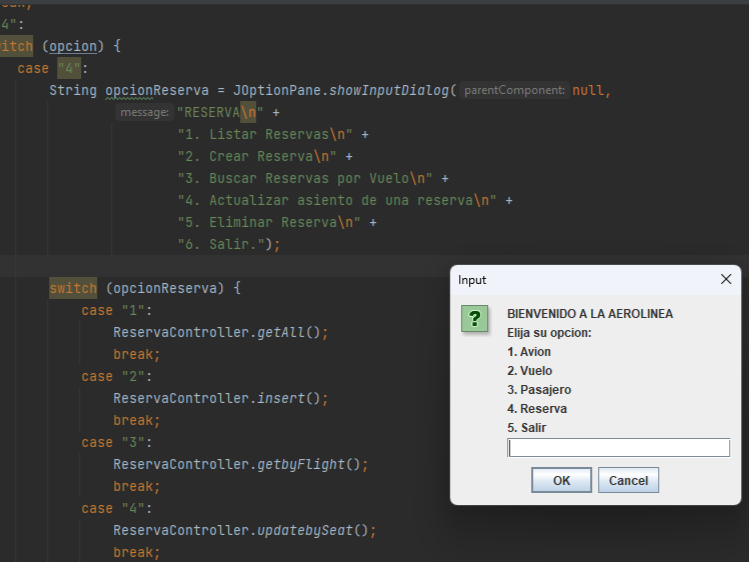 4":
itch (opcion) {
case "4":
String opcionReserva = JOptionPane.showInputDialog( parentComponent: null,
message: "RESERVA\n" +
"1. Listar Reservas\n" +
"2. Crear Reserva\n" +
"3. Buscar Reservas por Vuelo\n" +
"4. Actualizar asiento de una reserva\n" +
"5. Eliminar Reserva\n" +
"6. Salir.");
switch (opcionReserva) {
case "1":
ReservaController.getAll();
break;
case "2":
ReservaController.insert();
break;
case "3":
ReservaController.getbyFlight();
break;
case "4":
ReservaController.updatebySeat();
break;
Input
BIENVENIDO A LA AEROLINEA
Elija su opcion:
1. Avion
2. Vuelo
3. Pasajero
4. Reserva
5. Salir
OK Cancel